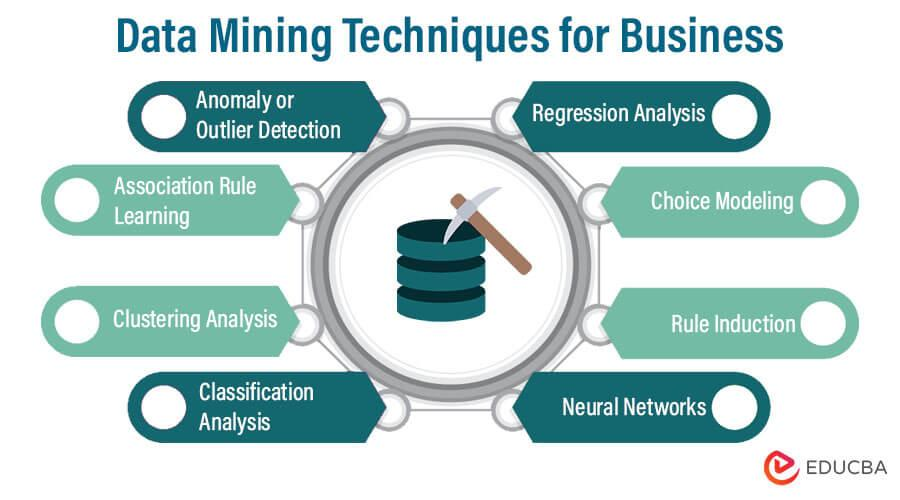 Data Mining Techniques for Business
Anomaly or
Outlier Detection
Association Rule
Learning
Clustering Analysis
Classification
Analysis
Regression Analysis
Choice Modeling
Rule Induction
Neural Networks
EDUCBA